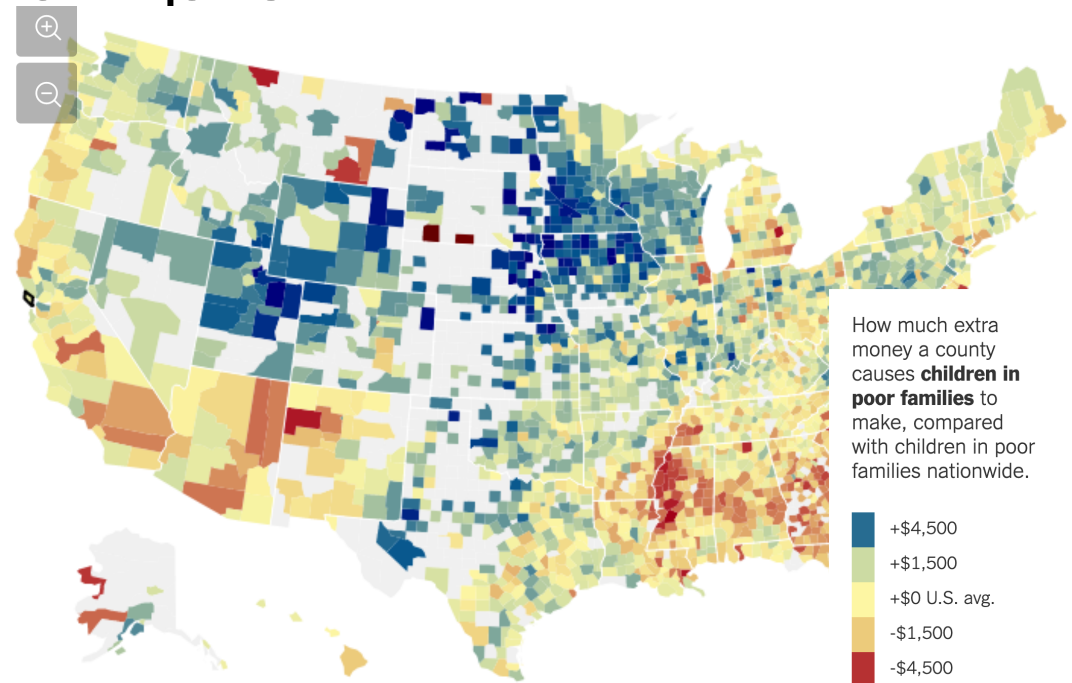 How much extra
money a county
causes children in
poor families to
make, compared
with children in poor
families nationwide.
+$4,500
+$1,500
+$0 U.S. avg.
-$1,500
-$4,500